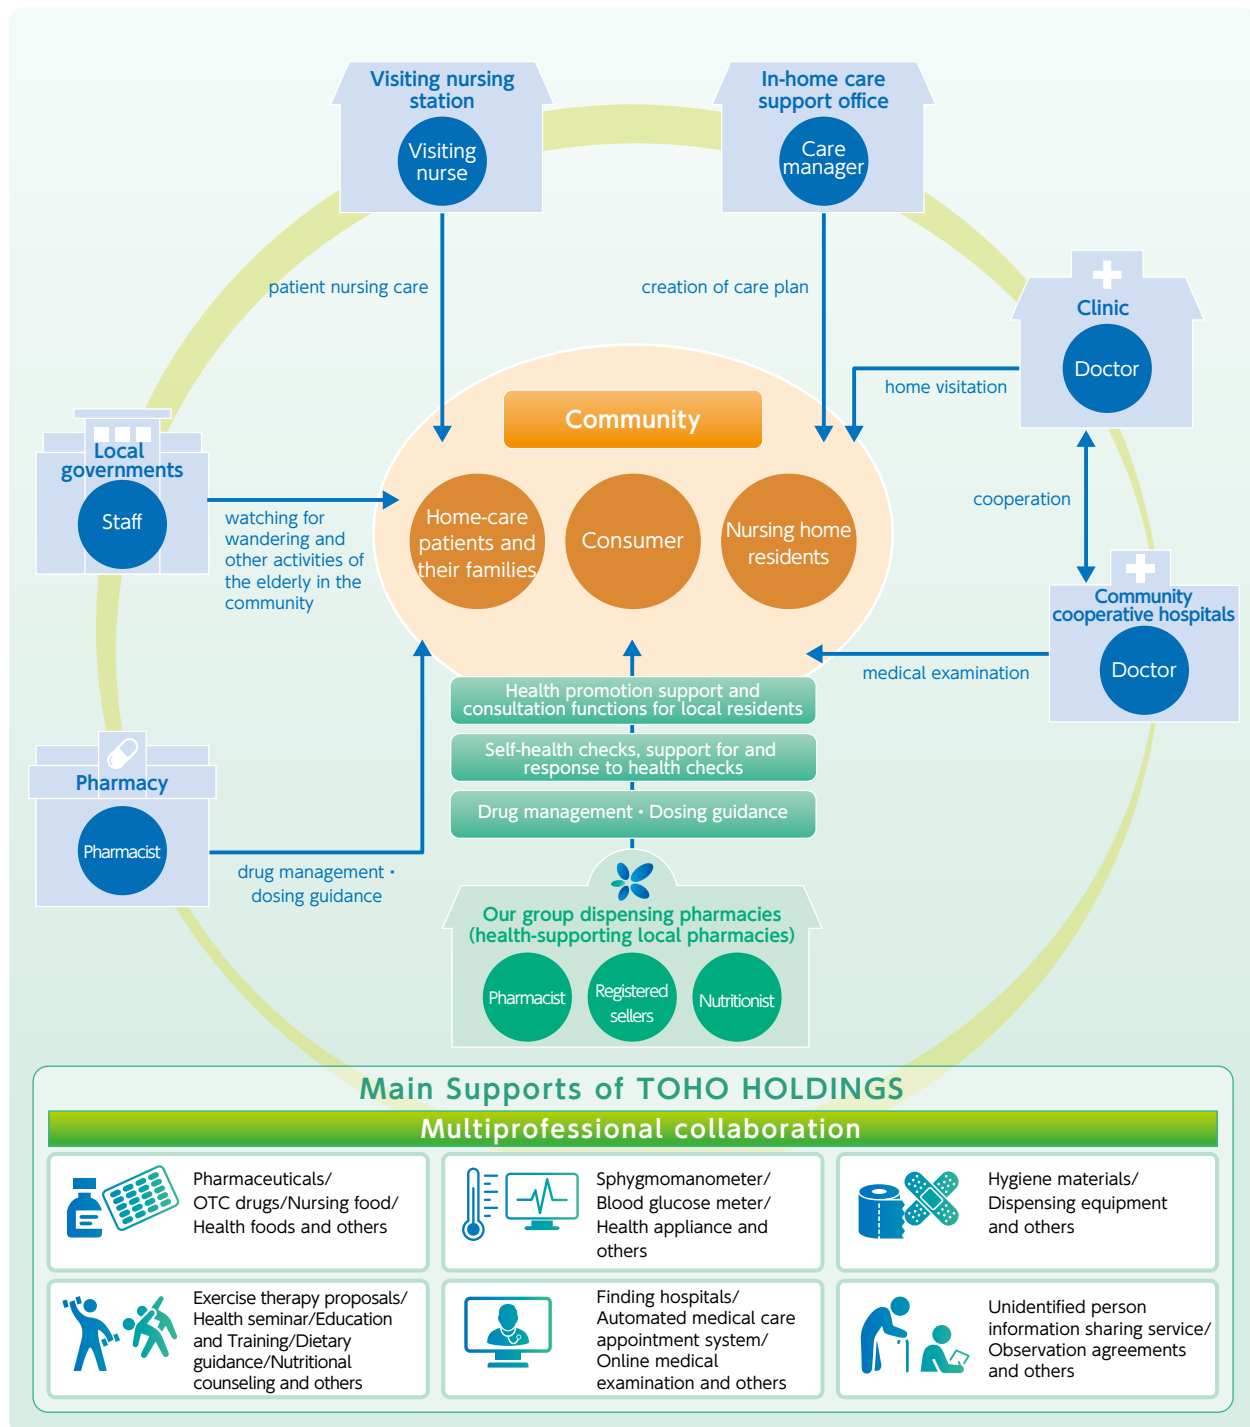 Visiting nursing
station
Visiting
nurse
In-home care
support office
Care
manager
patient nursing care
creation of care plan
Clinic
Doctor
home visitation
Community
Local
governments
Staff
watching for
wandering and
other activities of
the elderly in the
community
Home-care
patients and
their families
Consumer
Nursing home
residents
cooperation
Community
cooperative hospitals
Doctor
medical examination
Health promotion support and
consultation functions for local residents
Self-health checks, support for and
response to health checks
Drug management・Dosing guidance
Pharmacy
Pharmacist
drug management・
dosing guidance
Our group dispensing pharmacies
(health-supporting local pharmacies)
Pharmacist
Registered
sellers
Nutritionist
Main Supports of TOHO HOLDINGS
Multiprofessional collaboration
Pharmaceuticals/
OTC drugs/Nursing food/
Health foods and others
Sphygmomanometer/
Blood glucose meter/
Health appliance and
others
Hygiene materials/
Dispensing equipment
and others
Exercise therapy proposals/
Health seminar/Education
and Training/Dietary
guidance/Nutritional
counseling and others
Finding hospitals/
Automated medical care
appointment system/
Online medical
examination and others
Unidentified person
information sharing service/
Observation agreements
and others